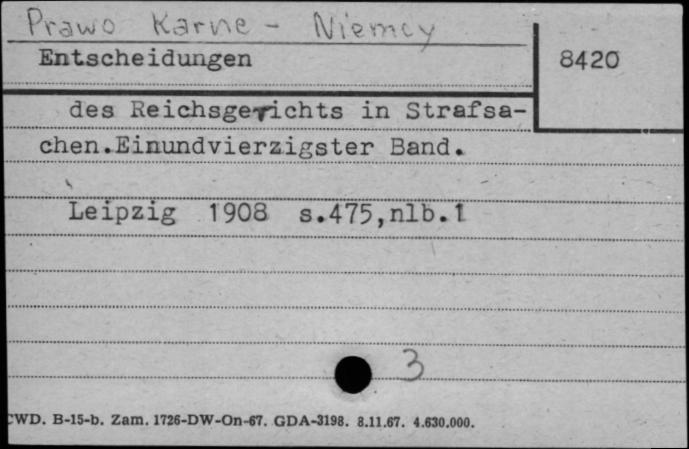 Prawo Karne - Niemcy
Entscheidungen
8420
des Reichsgerichts in Strafsa-
chen.Einundvierzigster Band.
Leipzig 1908 s.475,nlb.1
3
CWD. B-15-b. Zam. 1726-DW-On-67. GDA-3198. 8.11.67. 4.630.000.